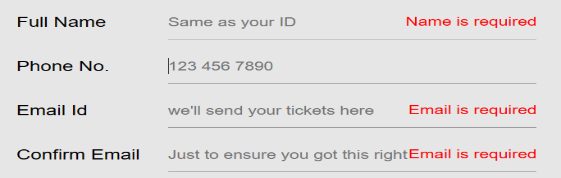 Full Name Same as your ID Name is required
Phone No. 123 456 7890
Email Id we'll send your tickets here Email is required
Confirm Email Just to ensure you got this right Email is required